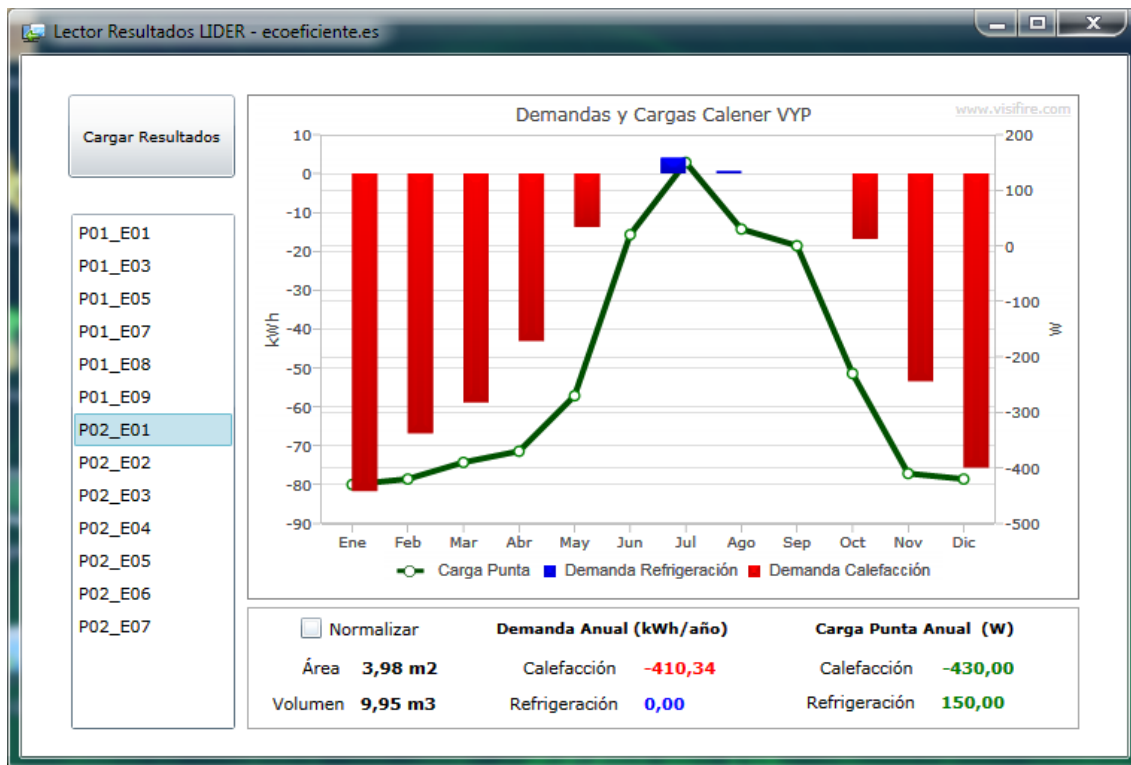 Lector Resultados LIDER - ecoeficiente.es
Cargar Resultados
P01_E01
P01_E03
P01_E05
P01_E07
P01_E08
P01_E09
P02_E01
P02_E02
P02_E03
P02_E04
P02_E05
P02_E06
P02_E07
Demandas y Cargas Calener VYP
www.visifire.com
kWh
10
0
-10
-20
-30
-40
-50
-60
-70
-80
-90
200
100
0
-100
-200
-300
-400
-500
W
Ene Feb Mar Abr May Jun Jul Ago Sep Oct Nov Dic
Carga Punta Demanda Refrigeración Demanda Calefacción
Normalizar Demanda Anual (kWh/año) Carga Punta Anual (W)
Área 3,98 m2 Calefacción -410,34 Calefacción -430,00
Volumen 9,95 m3 Refrigeración 0,00 Refrigeración 150,00